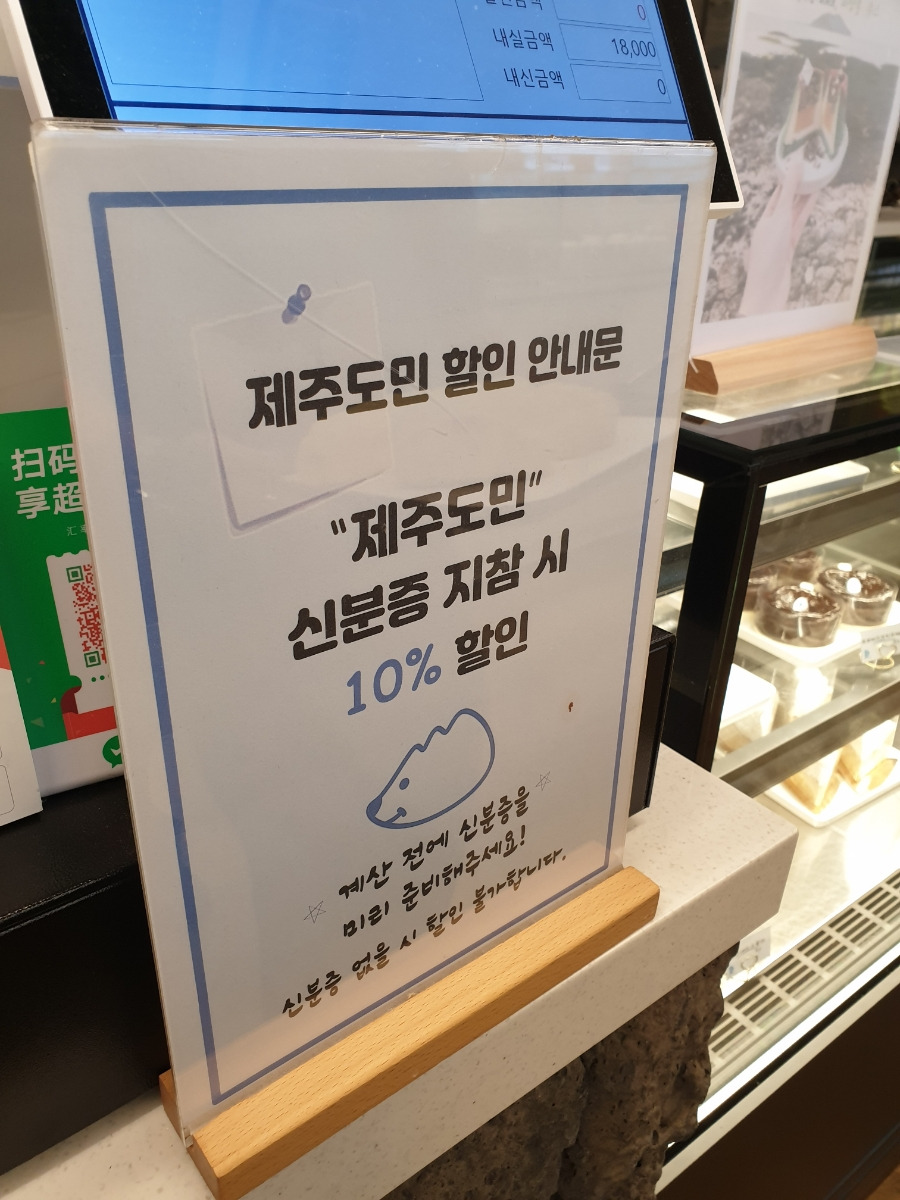 0
내실금액 18,000
내신금액 0
제주도민 할인 안내문
"제주도민"
신분증 지참 시
10% 할인
계산 전에 신분증을
미리 준비해주세요!
신분증 없을 시 할인 불가합니다.
扫码
享超